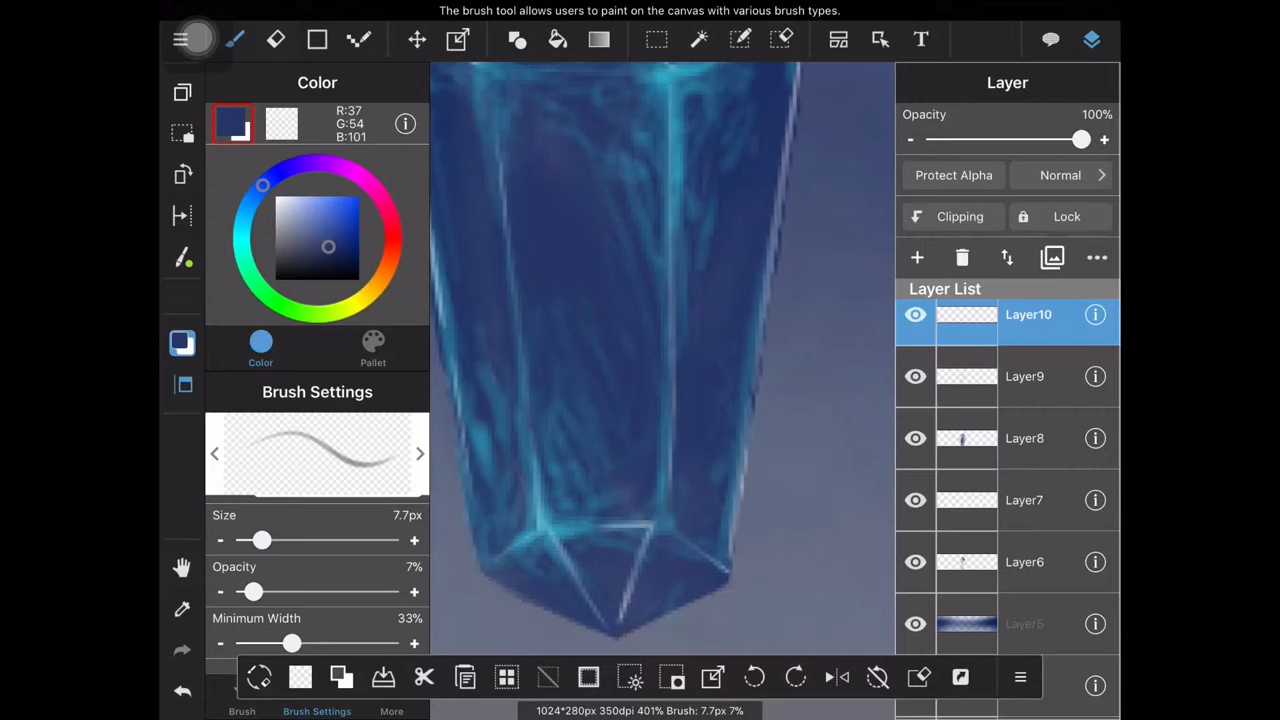 The brush tool allows users to paint on the canvas with various brush types.
T
Color
R:37
G:54
B:101
Color
Pallet
Brush Settings
Size
7.7px
-
+
Opacity
7%
-
+
Minimum Width
33%
-
+
Brush
Brush Settings
More
Layer
Opacity
100%
-
+
Protect Alpha
Normal
Clipping
Lock
Layer List
Layer10
Layer9
Layer8
Layer7
Layer6
Layer5
1024*280px 350dpi 401% Brush: 7.7px 7%